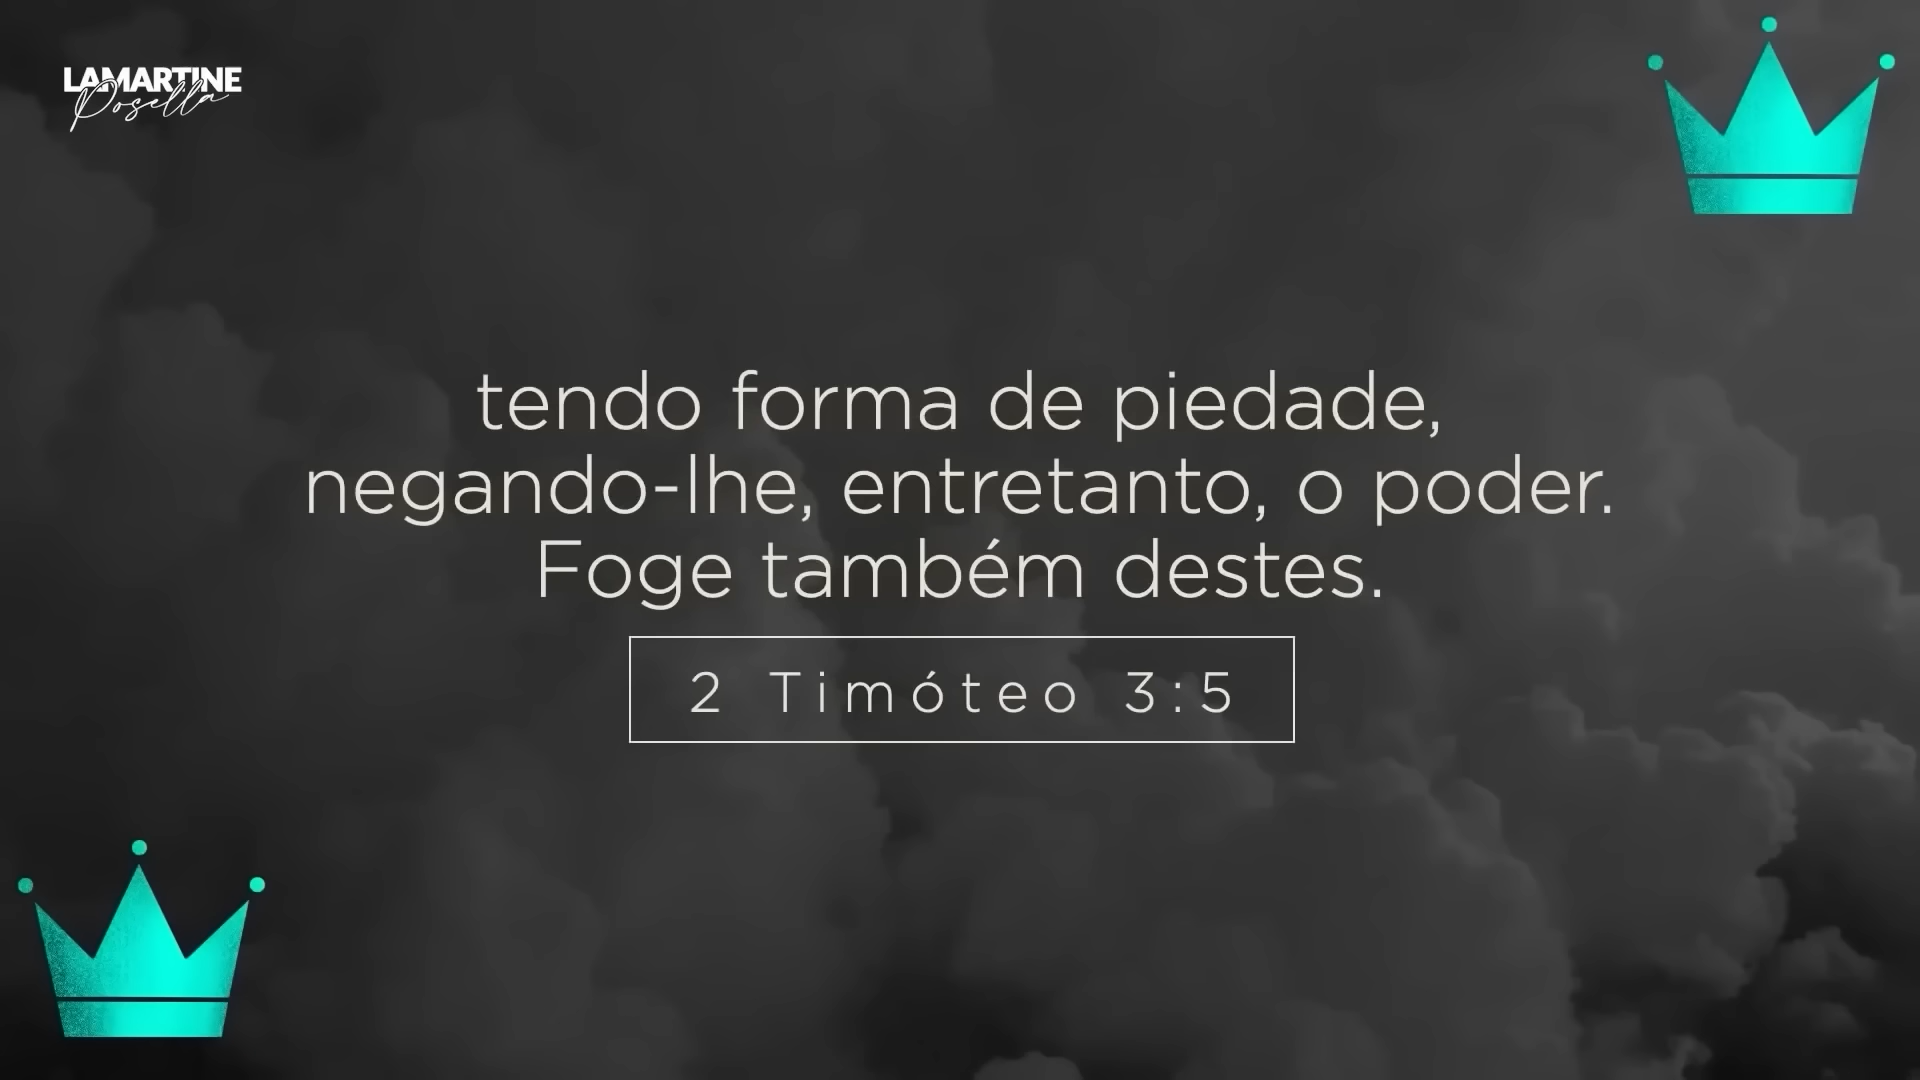 LAMARTINE
Posella
tendo forma de piedade,
negando-lhe, entretanto, o poder.
Foge também destes.
2 Timóteo 3:5